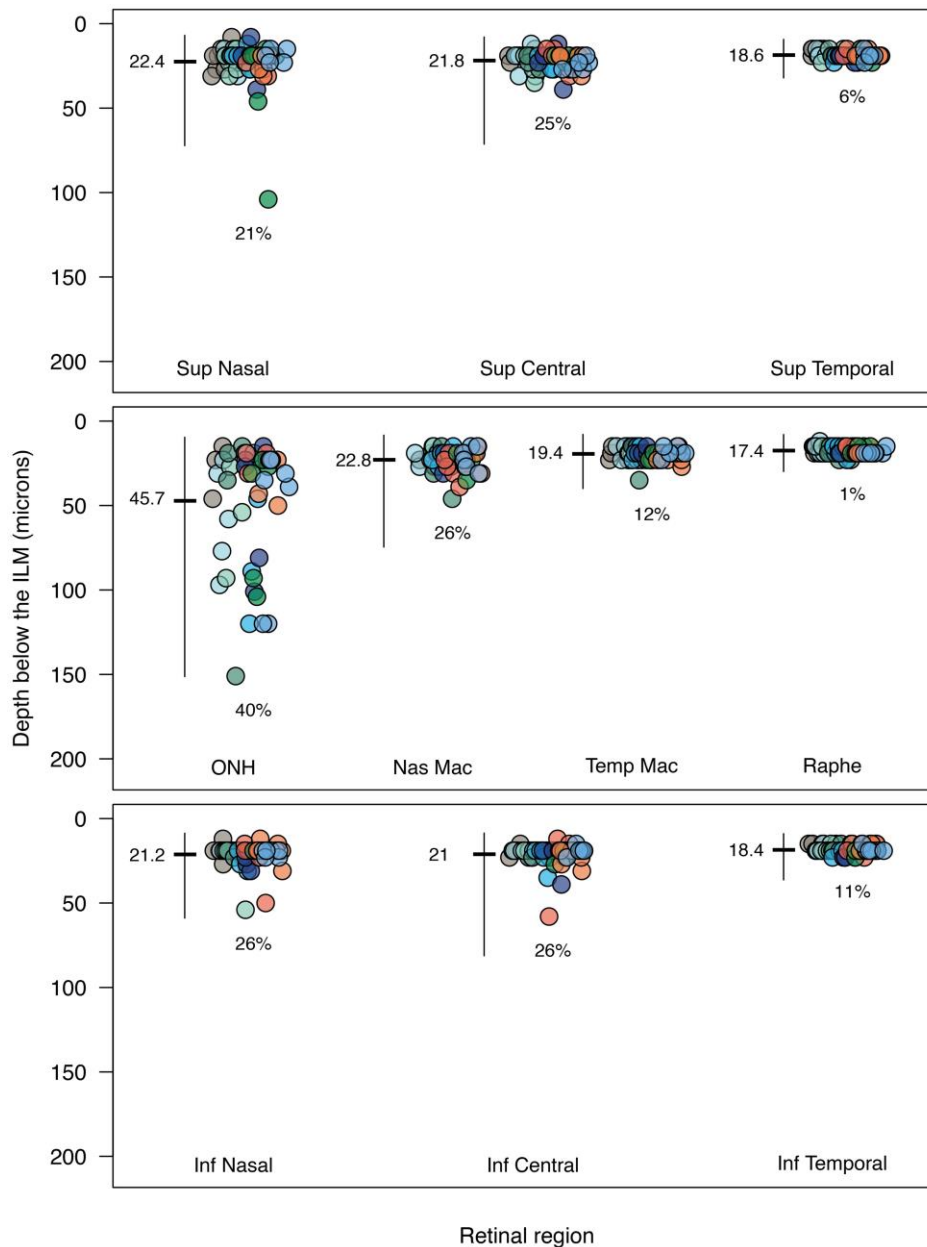 0
50
100
150
200
22.4
21.8
18.6
21%
25%
6%
Sup Nasal
Sup Central
Sup Temporal
Depth below the ILM (microns)
0
50
100
150
200
45.7
22.8
19.4
17.4
40%
26%
12%
1%
ONH
Nas Mac
Temp Mac
Raphe
0
50
100
150
200
21.2
21
18.4
26%
26%
11%
Inf Nasal
Inf Central
Inf Temporal
Retinal region